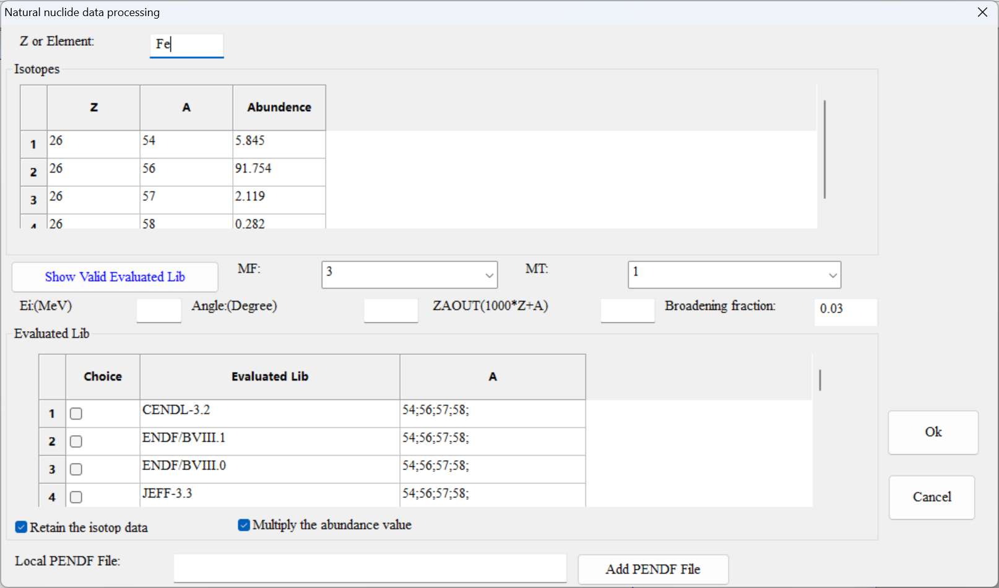 Natural nuclide data processing
Z or Element: Fe
Isotopes
Z A Abundence
1 26 54 5.845
2 26 56 91.754
3 26 57 2.119
4 26 58 0.282
Show Valid Evaluated Lib MF: 3 MT: 1
Ei:(MeV) Angle:(Degree) ZAOUT(1000*Z+A) Broadening fraction: 0.03
Evaluated Lib
Choice Evaluated Lib A
1 CENDL-3.2 54;56;57;58;
2 ENDF/BVIII.1 54;56;57;58;
3 ENDF/BVIII.0 54;56;57;58;
4 JEFF-3.3 54;56;57;58;
Ok
Cancel
Retain the isotop data Multiply the abundance value
Local PENDF File: Add PENDF File